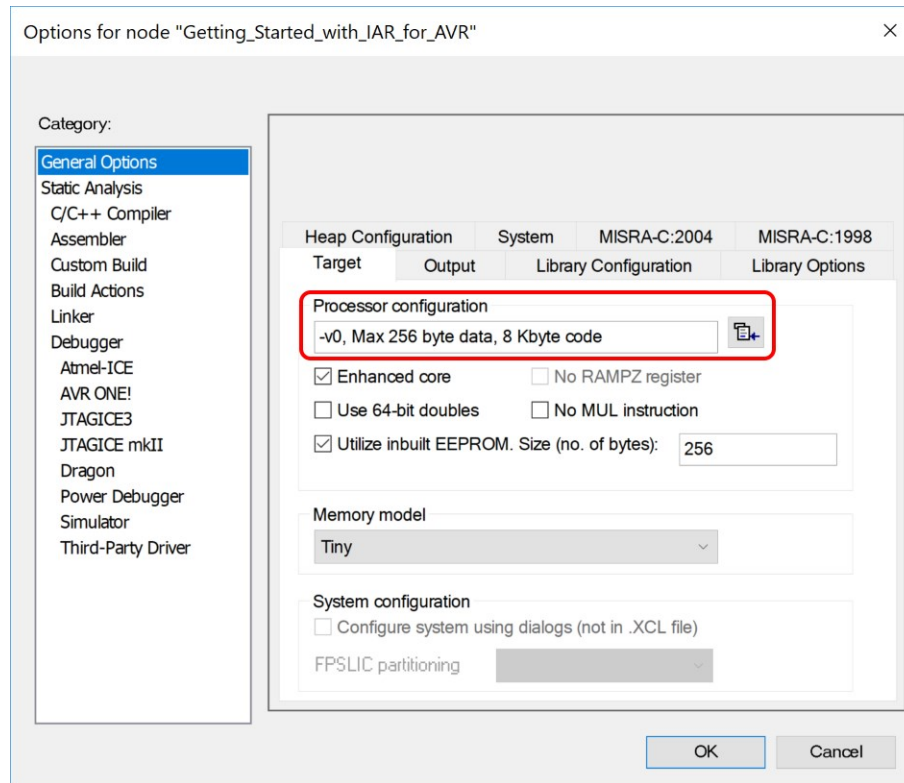 Options for node "Getting_Started_with_IAR_for_AVR"
Category:
General Options
Static Analysis
C/C++ Compiler
Assembler
Custom Build
Build Actions
Linker
Debugger
Atmel-ICE
AVR ONE!
JTAGICE3
JTAGICE mkII
Dragon
Power Debugger
Simulator
Third-Party Driver
Heap Configuration System MISRA-C:2004 MISRA-C:1998
Target Output Library Configuration Library Options
Processor configuration
-v0, Max 256 byte data, 8 Kbyte code
Enhanced core No RAMPZ register
Use 64-bit doubles No MUL instruction
Utilize inbuilt EEPROM. Size (no. of bytes): 256
Memory model
Tiny
System configuration
Configure system using dialogs (not in .XCL file)
FPSLIC partitioning
OK Cancel